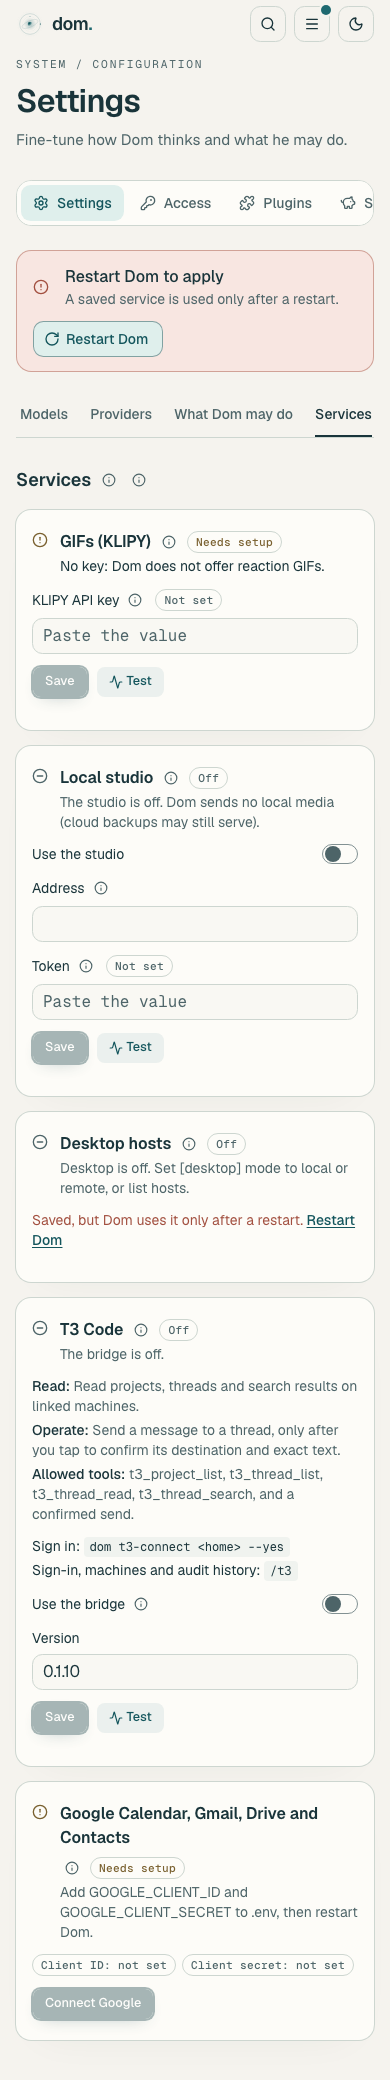 dom.
SYSTEM / CONFIGURATION
Settings
Fine-tune how Dom thinks and what he may do.
Settings Access Plugins S
Restart Dom to apply
A saved service is used only after a restart.
Restart Dom
Models Providers What Dom may do Services
Services
GIFs (KLIPY) Needs setup
No key: Dom does not offer reaction GIFs.
KLIPY API key Not set
Paste the value
Save Test
Local studio Off
The studio is off. Dom sends no local media
(cloud backups may still serve).
Use the studio
Address
Token Not set
Paste the value
Save Test
Desktop hosts Off
Desktop is off. Set [desktop] mode to local or
remote, or list hosts.
Saved, but Dom uses it only after a restart. Restart
Dom
T3 Code Off
The bridge is off.
Read: Read projects, threads and search results on
linked machines.
Operate: Send a message to a thread, only after
you tap to confirm its destination and exact text.
Allowed tools: t3_project_list, t3_thread_list,
t3_thread_read, t3_thread_search, and a
confirmed send.
Sign in: dom t3-connect <home> --yes
Sign-in, machines and audit history: /t3
Use the bridge
Version
0.1.10
Save Test
Google Calendar, Gmail, Drive and
Contacts
Needs setup
Add GOOGLE_CLIENT_ID and
GOOGLE_CLIENT_SECRET to .env, then restart
Dom.
Client ID: not set Client secret: not set
Connect Google